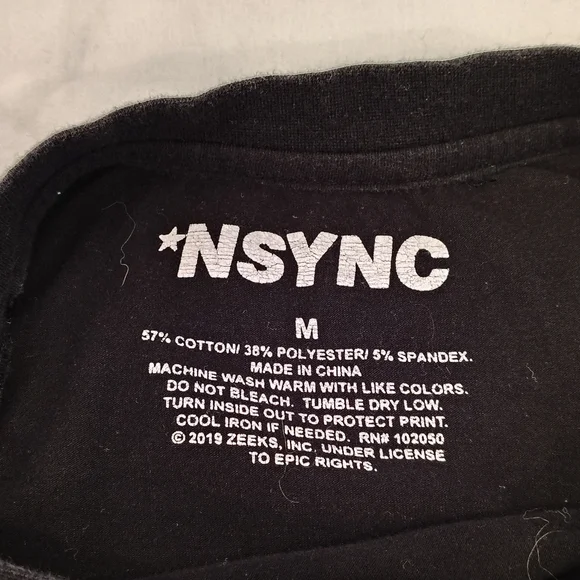 *NSYNC
M
57% COTTON/ 38% POLYESTER/ 5% SPANDEX.
MADE IN CHINA
MACHINE WASH WARM WITH LIKE COLORS.
DO NOT BLEACH. TUMBLE DRY LOW.
TURN INSIDE OUT TO PROTECT PRINT.
COOL IRON IF NEEDED. RN# 102050
© 2019 ZEEKS, INC. UNDER LICENSE
TO EPIC RIGHTS.